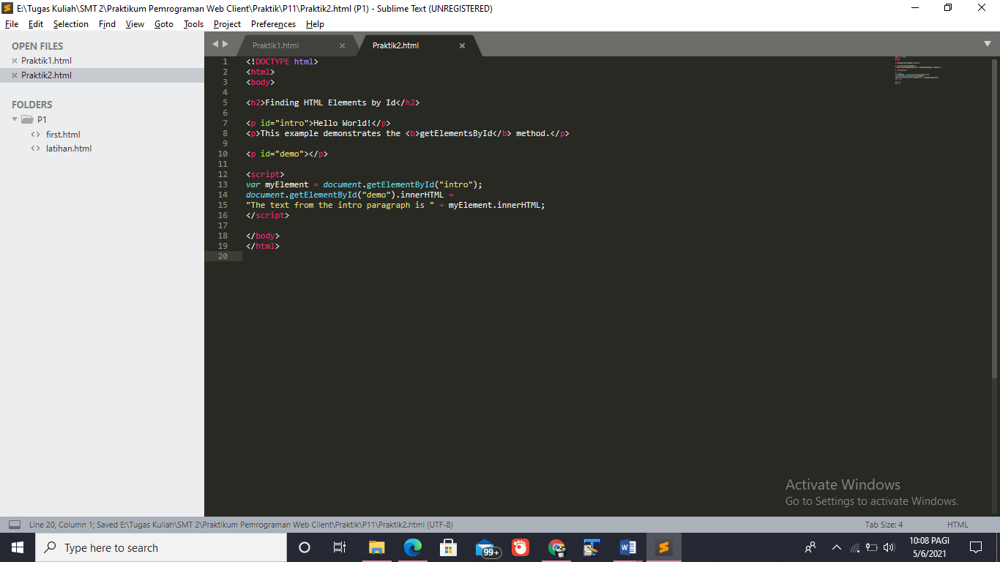 E:\Tugas Kuliah\SMT 2\Praktikum Pemrograman Web Client\Praktik\P11\Praktik2.html (P1) - Sublime Text (UNREGISTERED)
File Edit Selection Find View Goto Tools Project Preferences Help
OPEN FILES
Praktik1.html
Praktik2.html
FOLDERS
P1
first.html
latihan.html
Praktik1.html Praktik2.html
1 <!DOCTYPE html>
2 <html>
3 <body>
4
5 <h2>Finding HTML Elements by Id</h2>
6
7 <p id="intro">Hello World!</p>
8 <p>This example demonstrates the <b>getElementsById</b> method.</p>
9
10 <p id="demo"></p>
11
12 <script>
13 var myElement = document.getElementById("intro");
14 document.getElementById("demo").innerHTML =
15 "The text from the intro paragraph is " + myElement.innerHTML;
16 </script>
17
18 </body>
19 </html>
20
Activate Windows
Go to Settings to activate Windows.
Line 20, Column 1; Saved E:\Tugas Kuliah\SMT 2\Praktikum Pemrograman Web Client\Praktik\P11\Praktik2.html (UTF-8) Tab Size: 4 HTML
Type here to search 99+ 10:08 PAGI
5/6/2021